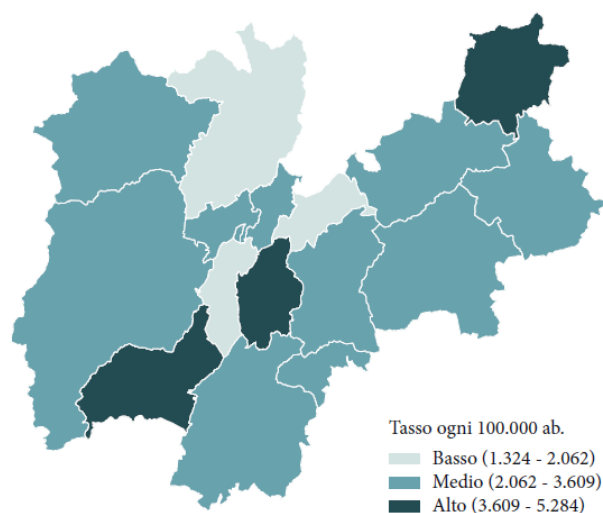 Tasso ogni 100.000 ab.
Basso (1.324 - 2.062)
Medio (2.062 - 3.609)
Alto (3.609 - 5.284)